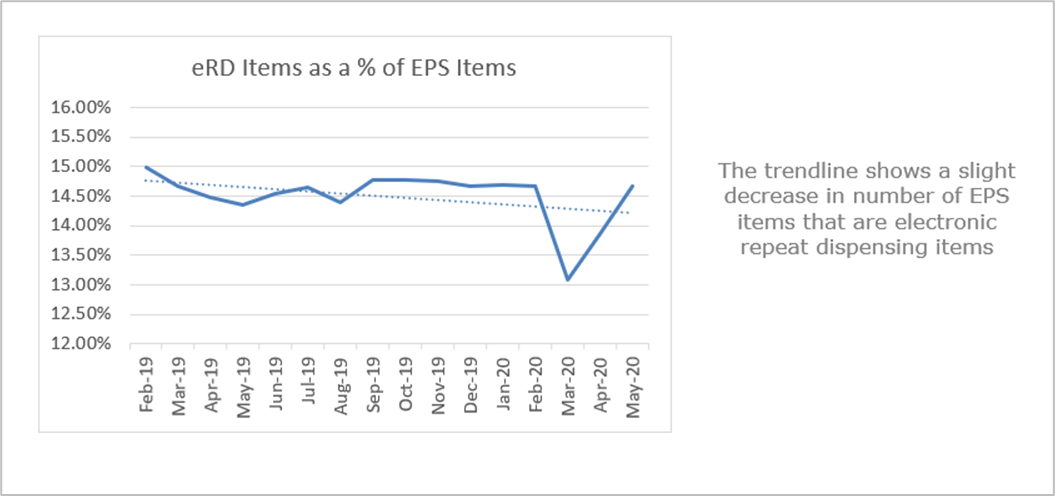 eRD Items as a % of EPS Items
16.00%
15.50%
15.00%
14.50%
14.00%
13.50%
13.00%
12.50%
12.00%
Feb-19
Mar-19
Apr-19
May-19
Jun-19
Jul-19
Aug-19
Sep-19
Oct-19
Nov-19
Dec-19
Jan-20
Feb-20
Mar-20
Apr-20
May-20
The trendline shows a slight
decrease in number of EPS
items that are electronic
repeat dispensing items